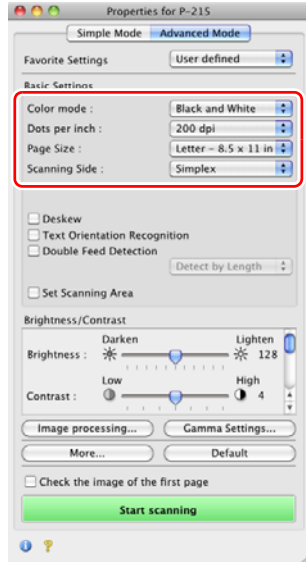 Properties for P-215
Simple Mode Advanced Mode
Favorite Settings User defined
Basic Settings
Color mode : Black and White
Dots per inch : 200 dpi
Page Size : Letter - 8.5 x 11 in
Scanning Side : Simplex
Deskew
Text Orientation Recognition
Double Feed Detection
Detect by Length
Set Scanning Area
Brightness/Contrast
Darken Lighten
Brightness : 128
Low High
Contrast : 4
Image processing... Gamma Settings...
More... Default
Check the image of the first page
Start scanning